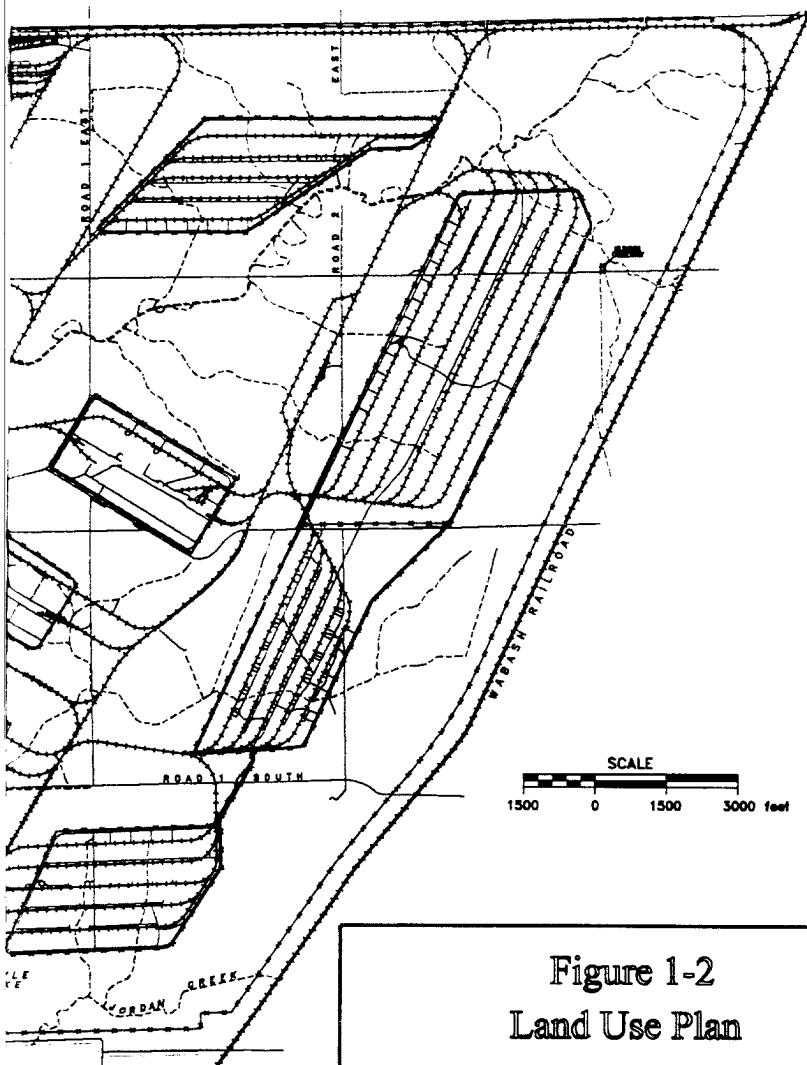 EAST
ROAD 1 EAST
ROAD 2
WABASH RAILROAD
ROAD 1 SOUTH
SCALE
1500 0 1500 3000 feet
CREEK
Figure 1-2
Land Use Plan